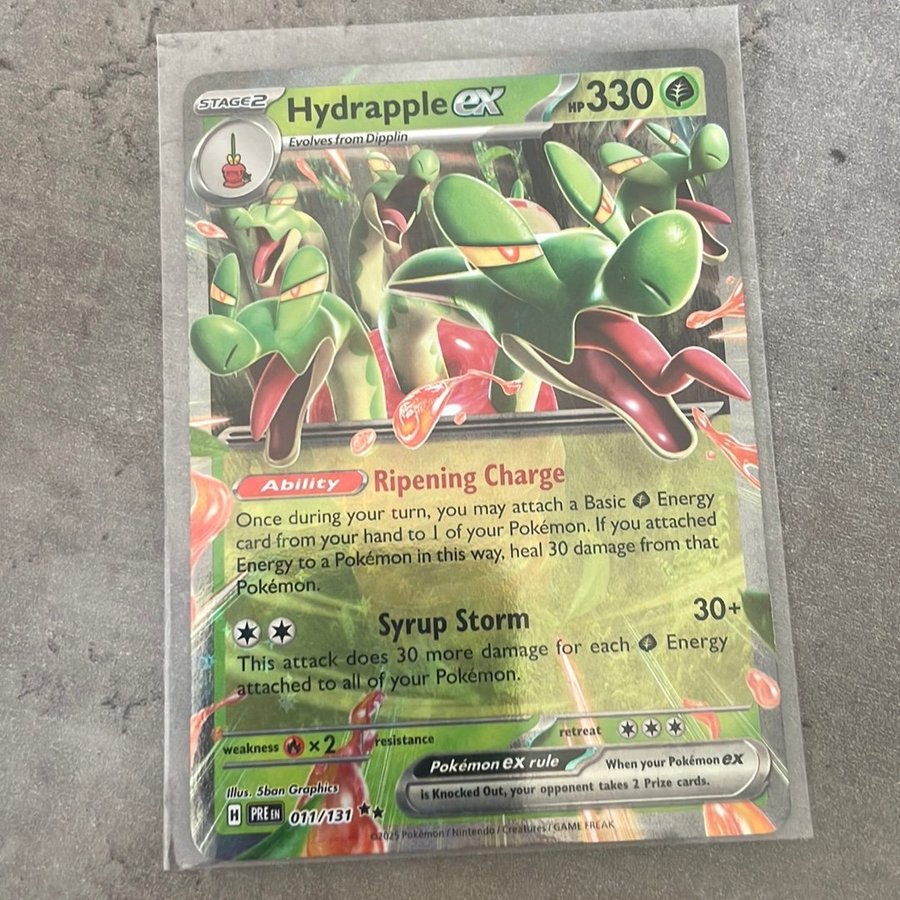 STAGE2 Hydrapple ex HP330
Evolves from Dipplin
Ability Ripening Charge
Once during your turn, you may attach a Basic Energy
card from your hand to 1 of your Pokémon. If you attached
Energy to a Pokémon in this way, heal 30 damage from that
Pokémon.
Syrup Storm 30+
This attack does 30 more damage for each Energy
attached to all of your Pokémon.
weakness ×2 resistance retreat
Pokémon ex rule When your Pokémon ex
is Knocked Out, your opponent takes 2 Prize cards.
Illus. 5ban Graphics
H PRE EN 011/131 ★★
©2025 Pokémon / Nintendo / Creatures / GAME FREAK